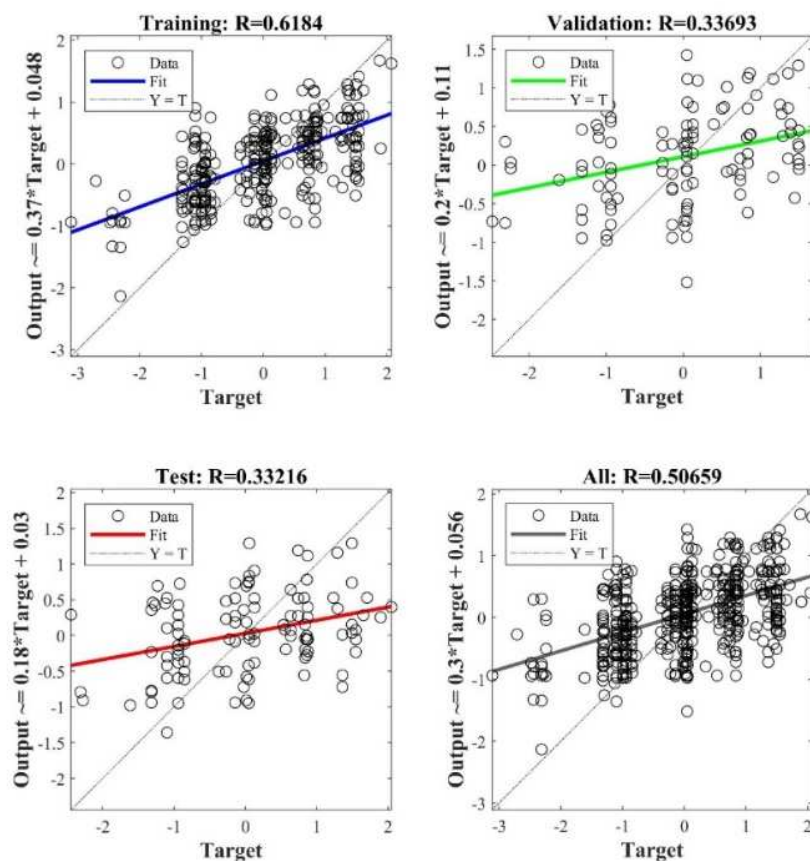 Training: R=0.6184
Output ~= 0.37*Target + 0.048
2
1
0
-1
-2
-3
Data
Fit
Y = T
-3 -2 -1 0 1 2
Target
Validation: R=0.33693
Output ~= 0.2*Target + 0.11
1.5
1
0.5
0
-0.5
-1
-1.5
-2
Data
Fit
Y = T
-2 -1 0 1
Target
Test: R=0.33216
Output ~= 0.18*Target + 0.03
2
1.5
1
0.5
0
-0.5
-1
-1.5
-2
Data
Fit
Y = T
-2 -1 0 1 2
Target
All: R=0.50659
Output ~= 0.3*Target + 0.056
2
1
0
-1
-2
-3
Data
Fit
Y = T
-3 -2 -1 0 1 2
Target